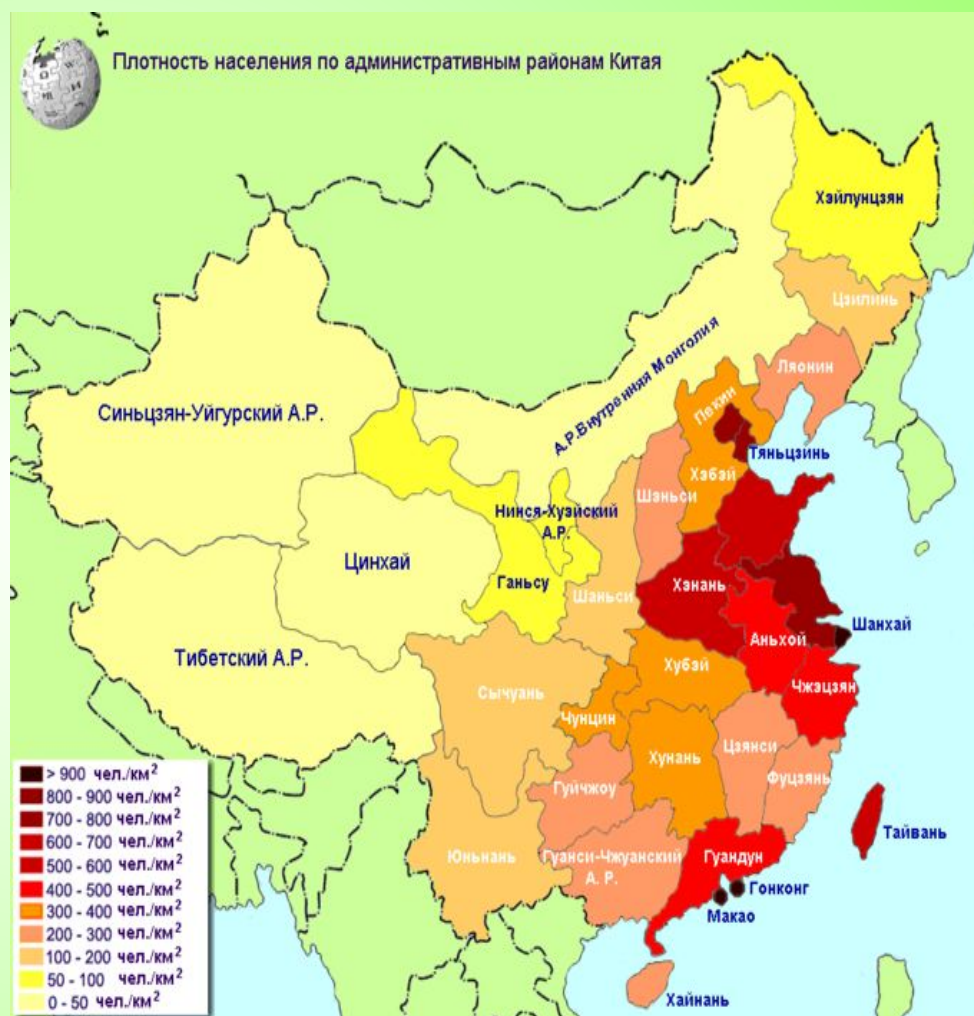 Плотность населения по административным районам Китая
Хэйлунцзян
Цзилинь
Ляонин
А.Р.Внутренняя Монголия
Синьцзян-Уйгурский А.Р.
Пекин
Тяньцзинь
Хэбэй
Шэньси
Нинся-Хуэйский
А.Р.
Цинхай
Ганьсу
Шаньси
Хэнань
Шанхай
Аньхой
Тибетский А.Р.
Хубэй
Чжэцзян
Сычуань
Чунцин
Хунань
Цзянси
Фуцзянь
Гуйчжоу
Тайвань
Юньнань
Гуанси-Чжуанский
А. Р.
Гуандун
Гонконг
Макао
Хайнань
> 900 чел./км²
800 - 900 чел./км²
700 - 800 чел./км²
600 - 700 чел./км²
500 - 600 чел./км²
400 - 500 чел./км²
300 - 400 чел./км²
200 - 300 чел./км²
100 - 200 чел./км²
50 - 100 чел./км²
0 - 50 чел./км²